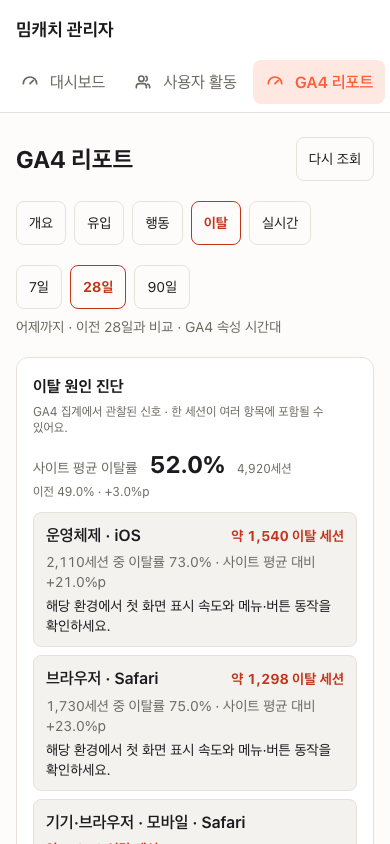 밈캐치 관리자
대시보드
사용자 활동
GA4 리포트
GA4 리포트
다시 조회
개요
유입
행동
이탈
실시간
7일
28일
90일
어제까지 · 이전 28일과 비교 · GA4 속성 시간대
이탈 원인 진단
GA4 집계에서 관찰된 신호 · 한 세션이 여러 항목에 포함될 수
있어요.
사이트 평균 이탈률 52.0% 4,920세션
이전 49.0% · +3.0%p
운영체제 · iOS 약 1,540 이탈 세션
2,110세션 중 이탈률 73.0% · 사이트 평균 대비
+21.0%p
해당 환경에서 첫 화면 표시 속도와 메뉴·버튼 동작을
확인하세요.
브라우저 · Safari 약 1,298 이탈 세션
1,730세션 중 이탈률 75.0% · 사이트 평균 대비
+23.0%p
해당 환경에서 첫 화면 표시 속도와 메뉴·버튼 동작을
확인하세요.
기기·브라우저 · 모바일 · Safari